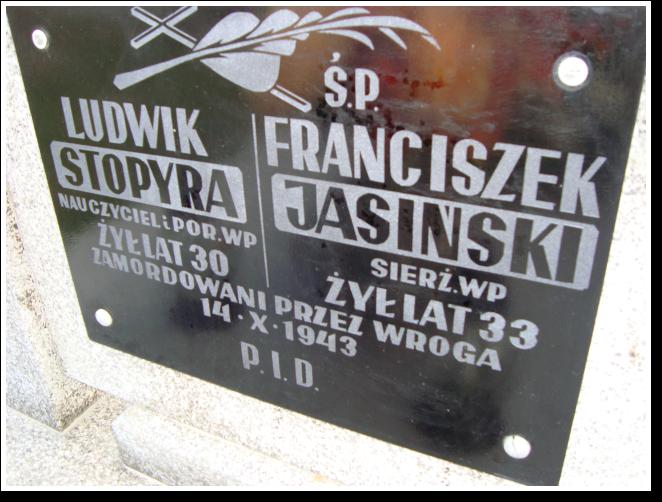 Ś.P.
LUDWIK
STOPYRA
NAUCZYCIEL i POR.WP
ŻYŁ LAT 30
FRANCISZEK
JASIŃSKI
SIERŻ.WP
ŻYŁ LAT 33
ZAMORDOWANI PRZEZ WROGA
14·X·1943
P.I.D.